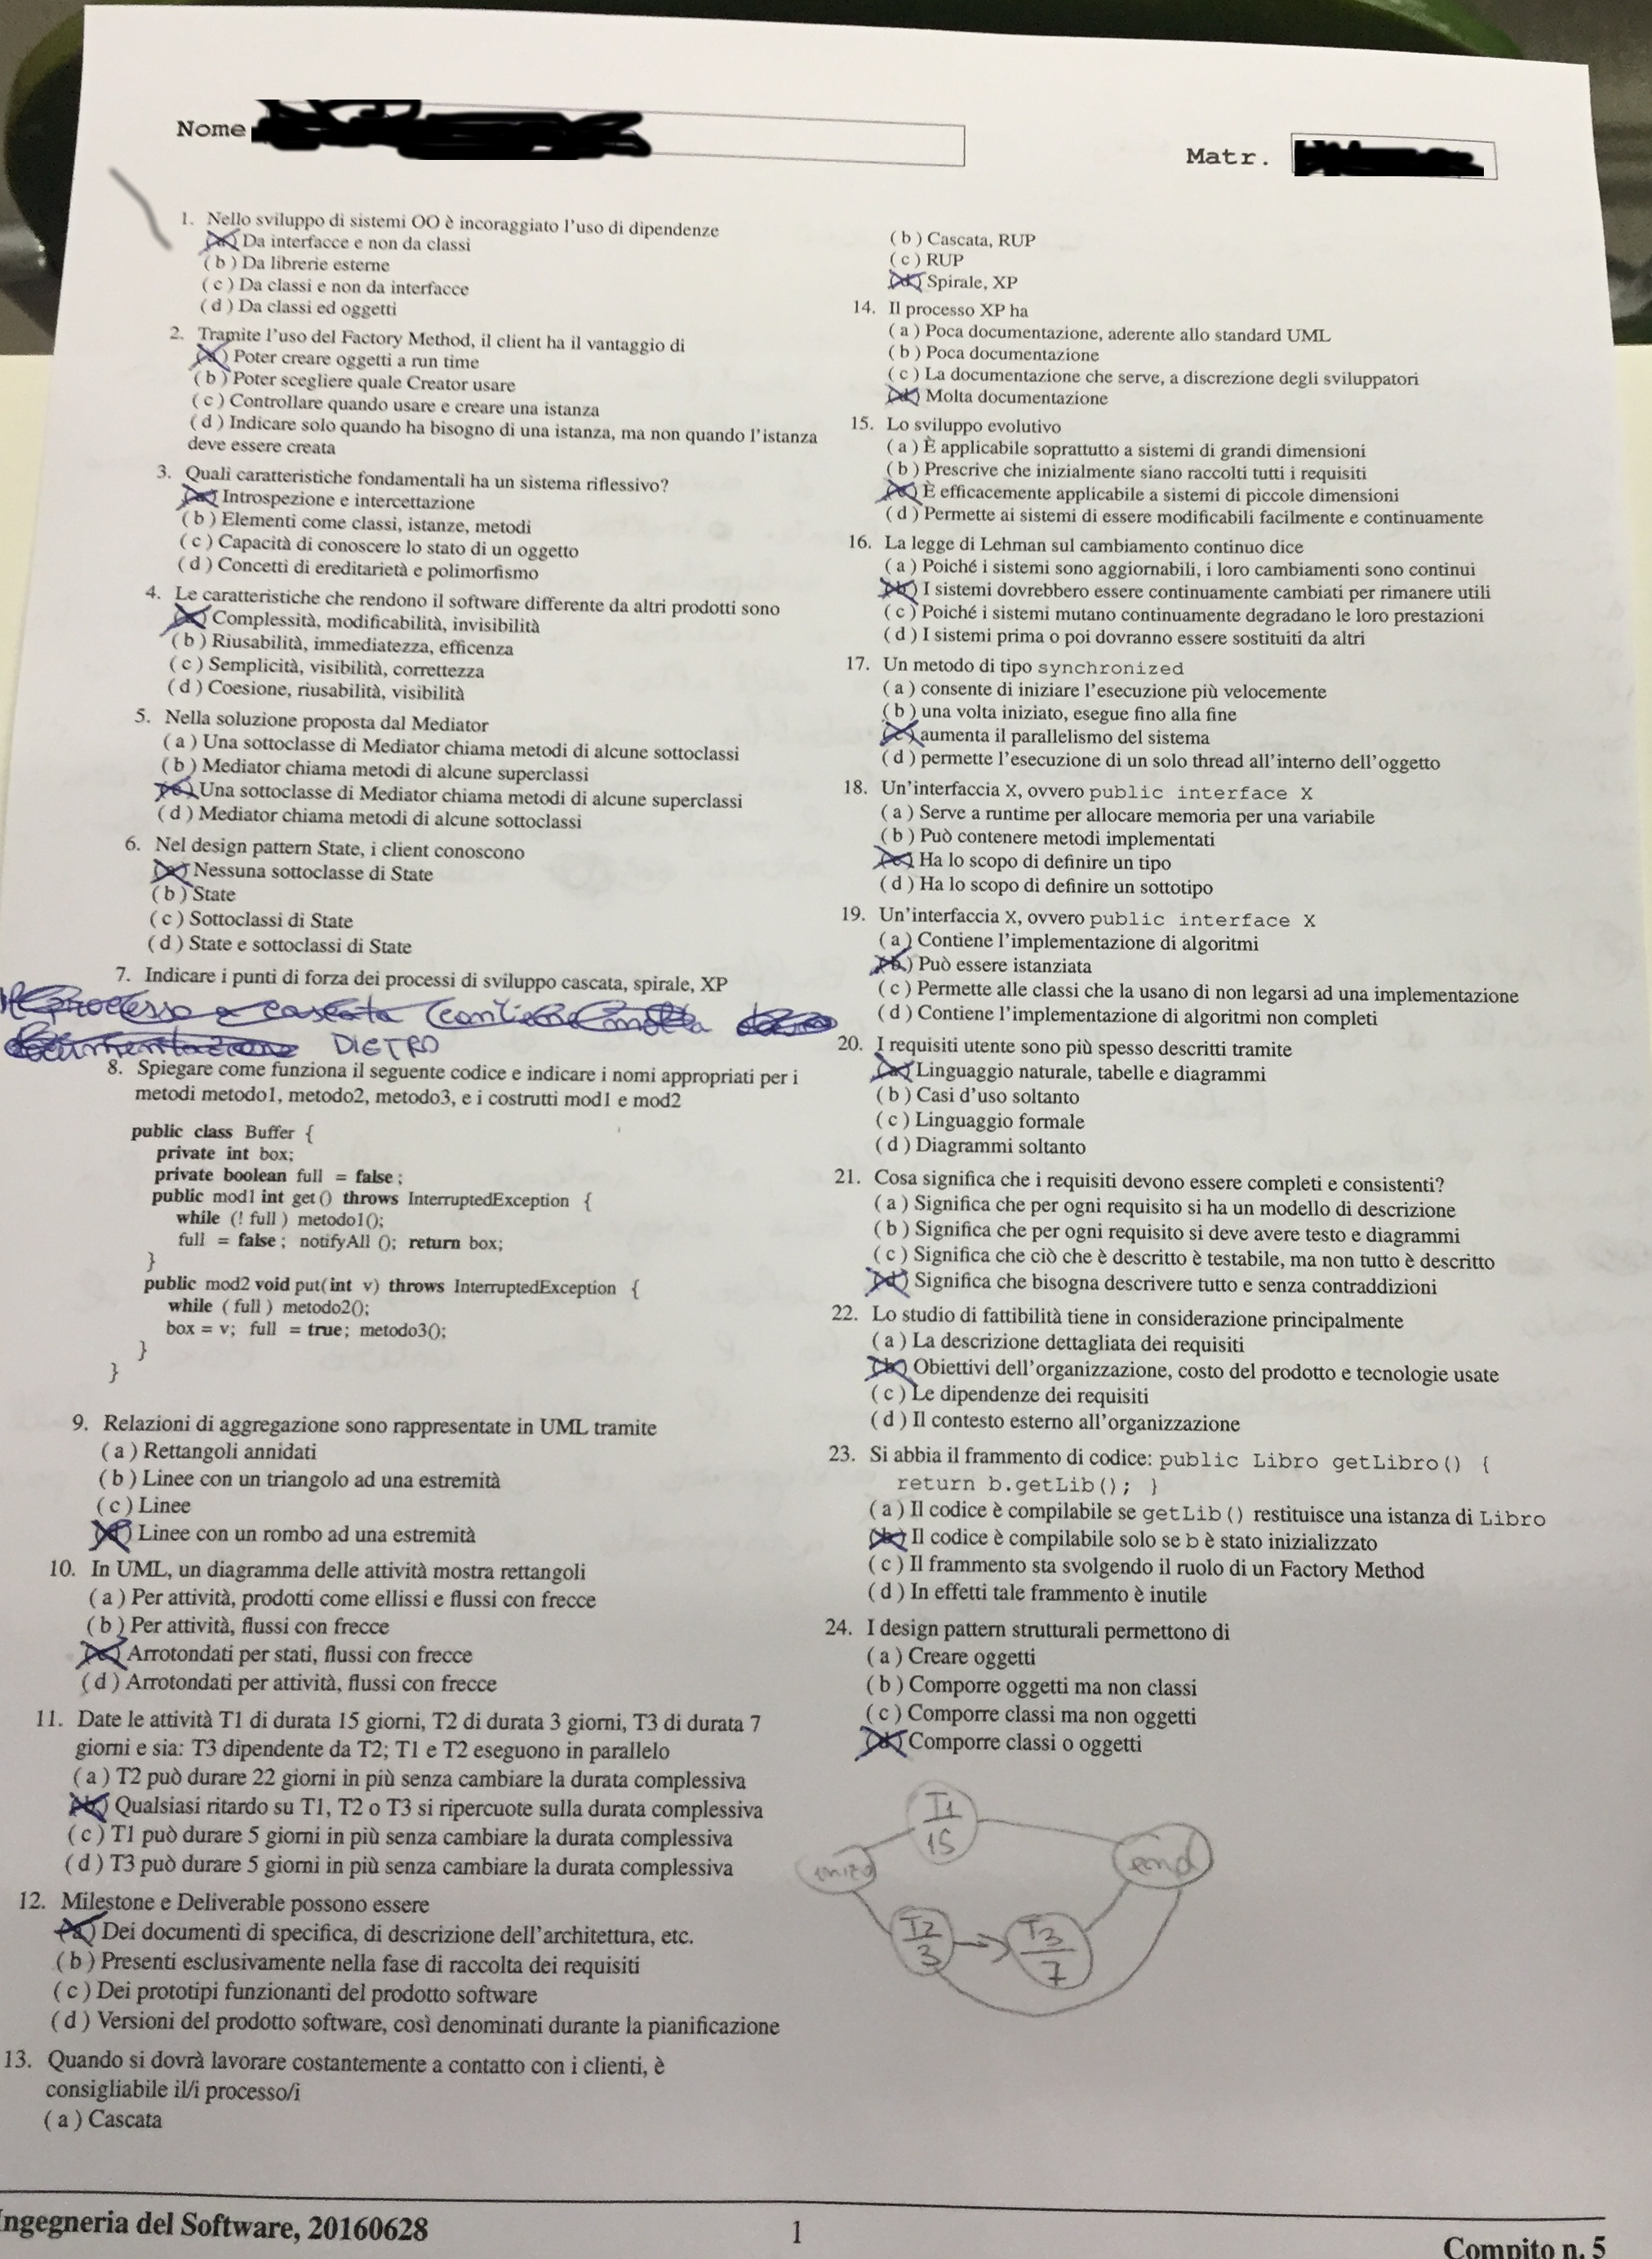 Nome
Matr.
1. Nello sviluppo di sistemi OO è incoraggiato l'uso di dipendenze
(a) Da interfacce e non da classi
( b ) Da librerie esterne
( c ) Da classi e non da interfacce
( d ) Da classi ed oggetti
2. Tramite l'uso del Factory Method, il client ha il vantaggio di
(a) Poter creare oggetti a run time
( b ) Poter scegliere quale Creator usare
( c ) Controllare quando usare e creare una istanza
( d ) Indicare solo quando ha bisogno di una istanza, ma non quando l'istanza
deve essere creata
3. Quali caratteristiche fondamentali ha un sistema riflessivo?
(a) Introspezione e intercettazione
( b ) Elementi come classi, istanze, metodi
( c ) Capacità di conoscere lo stato di un oggetto
( d ) Concetti di ereditarietà e polimorfismo
4. Le caratteristiche che rendono il software differente da altri prodotti sono
(a) Complessità, modificabilità, invisibilità
( b ) Riusabilità, immediatezza, efficenza
( c ) Semplicità, visibilità, correttezza
( d ) Coesione, riusabilità, visibilità
5. Nella soluzione proposta dal Mediator
( a ) Una sottoclasse di Mediator chiama metodi di alcune sottoclassi
( b ) Mediator chiama metodi di alcune superclassi
(c) Una sottoclasse di Mediator chiama metodi di alcune superclassi
( d ) Mediator chiama metodi di alcune sottoclassi
6. Nel design pattern State, i client conoscono
(a) Nessuna sottoclasse di State
( b ) State
( c ) Sottoclassi di State
( d ) State e sottoclassi di State
7. Indicare i punti di forza dei processi di sviluppo cascata, spirale, XP
processo a cascata contiene molta
documentazione DIETRO
8. Spiegare come funziona il seguente codice e indicare i nomi appropriati per i
metodi metodo1, metodo2, metodo3, e i costrutti mod1 e mod2
public class Buffer {
private int box;
private boolean full = false ;
public mod1 int get () throws InterruptedException {
while (! full ) metodo1();
full = false ; notifyAll (); return box;
}
public mod2 void put(int v) throws InterruptedException {
while ( full ) metodo2();
box = v; full = true; metodo3();
}
}
9. Relazioni di aggregazione sono rappresentate in UML tramite
( a ) Rettangoli annidati
( b ) Linee con un triangolo ad una estremità
( c ) Linee
(d) Linee con un rombo ad una estremità
10. In UML, un diagramma delle attività mostra rettangoli
( a ) Per attività, prodotti come ellissi e flussi con frecce
( b ) Per attività, flussi con frecce
(c) Arrotondati per stati, flussi con frecce
( d ) Arrotondati per attività, flussi con frecce
11. Date le attività T1 di durata 15 giorni, T2 di durata 3 giorni, T3 di durata 7
giorni e sia: T3 dipendente da T2; T1 e T2 eseguono in parallelo
( a ) T2 può durare 22 giorni in più senza cambiare la durata complessiva
(b) Qualsiasi ritardo su T1, T2 o T3 si ripercuote sulla durata complessiva
( c ) T1 può durare 5 giorni in più senza cambiare la durata complessiva
( d ) T3 può durare 5 giorni in più senza cambiare la durata complessiva
12. Milestone e Deliverable possono essere
(a) Dei documenti di specifica, di descrizione dell'architettura, etc.
( b ) Presenti esclusivamente nella fase di raccolta dei requisiti
( c ) Dei prototipi funzionanti del prodotto software
( d ) Versioni del prodotto software, così denominati durante la pianificazione
13. Quando si dovrà lavorare costantemente a contatto con i clienti, è
consigliabile il/i processo/i
( a ) Cascata
( b ) Cascata, RUP
( c ) RUP
(d) Spirale, XP
14. Il processo XP ha
( a ) Poca documentazione, aderente allo standard UML
( b ) Poca documentazione
( c ) La documentazione che serve, a discrezione degli sviluppatori
(d) Molta documentazione
15. Lo sviluppo evolutivo
( a ) È applicabile soprattutto a sistemi di grandi dimensioni
( b ) Prescrive che inizialmente siano raccolti tutti i requisiti
(c) È efficacemente applicabile a sistemi di piccole dimensioni
( d ) Permette ai sistemi di essere modificabili facilmente e continuamente
16. La legge di Lehman sul cambiamento continuo dice
( a ) Poiché i sistemi sono aggiornabili, i loro cambiamenti sono continui
(b) I sistemi dovrebbero essere continuamente cambiati per rimanere utili
( c ) Poiché i sistemi mutano continuamente degradano le loro prestazioni
( d ) I sistemi prima o poi dovranno essere sostituiti da altri
17. Un metodo di tipo synchronized
( a ) consente di iniziare l'esecuzione più velocemente
( b ) una volta iniziato, esegue fino alla fine
(c) aumenta il parallelismo del sistema
( d ) permette l'esecuzione di un solo thread all'interno dell'oggetto
18. Un'interfaccia X, ovvero public interface X
( a ) Serve a runtime per allocare memoria per una variabile
( b ) Può contenere metodi implementati
(c) Ha lo scopo di definire un tipo
( d ) Ha lo scopo di definire un sottotipo
19. Un'interfaccia X, ovvero public interface X
( a ) Contiene l'implementazione di algoritmi
(b) Può essere istanziata
( c ) Permette alle classi che la usano di non legarsi ad una implementazione
( d ) Contiene l'implementazione di algoritmi non completi
20. I requisiti utente sono più spesso descritti tramite
(a) Linguaggio naturale, tabelle e diagrammi
( b ) Casi d'uso soltanto
( c ) Linguaggio formale
( d ) Diagrammi soltanto
21. Cosa significa che i requisiti devono essere completi e consistenti?
( a ) Significa che per ogni requisito si ha un modello di descrizione
( b ) Significa che per ogni requisito si deve avere testo e diagrammi
( c ) Significa che ciò che è descritto è testabile, ma non tutto è descritto
(d) Significa che bisogna descrivere tutto e senza contraddizioni
22. Lo studio di fattibilità tiene in considerazione principalmente
( a ) La descrizione dettagliata dei requisiti
(b) Obiettivi dell'organizzazione, costo del prodotto e tecnologie usate
( c ) Le dipendenze dei requisiti
( d ) Il contesto esterno all'organizzazione
23. Si abbia il frammento di codice: public Libro getLibro() {
return b.getLib(); }
( a ) Il codice è compilabile se getLib() restituisce una istanza di Libro
(b) Il codice è compilabile solo se b è stato inizializzato
( c ) Il frammento sta svolgendo il ruolo di un Factory Method
( d ) In effetti tale frammento è inutile
24. I design pattern strutturali permettono di
( a ) Creare oggetti
( b ) Comporre oggetti ma non classi
( c ) Comporre classi ma non oggetti
(d) Comporre classi o oggetti
T1
15
inizio
end
T2
3
T3
7
Ingegneria del Software, 20160628
1
Compito n. 5